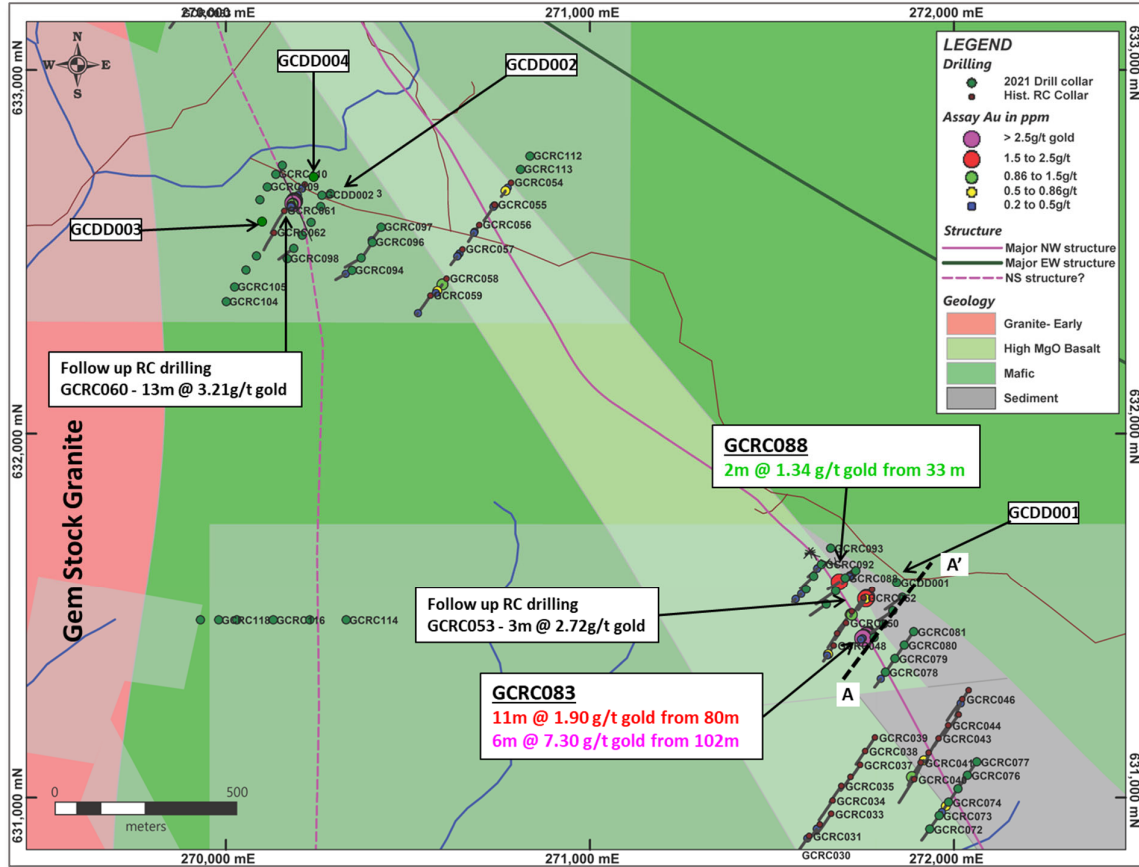 270,000 mE
271,000 mE
272,000 mE
633,000 mN
633,000 mN
N
W E
S
GCDD004
GCDD002
LEGEND
Drilling
2021 Drill collar
Hist. RC Collar
Assay Au in ppm
> 2.5g/t gold
1.5 to 2.5g/t
0.86 to 1.5g/t
0.5 to 0.86g/t
0.2 to 0.5g/t
Structure
Major NW structure
Major EW structure
NS structure?
Geology
Granite- Early
High MgO Basalt
Mafic
Sediment
GCRC112
GCRC113
GCRC054
GCRC055
GCRC056
GCRC057
GCRC058
GCRC059
GCDD002 3
GCRC061
GCRC062
GCRC097
GCRC096
GCRC098
GCRC094
GCDD003
GCRC105
GCRC104
Follow up RC drilling
GCRC060 - 13m @ 3.21g/t gold
632,000 mN
632,000 mN
Gem Stock Granite
GCRC088
2m @ 1.34 g/t gold from 33 m
GCDD001
GCRC093
GCRC092
GCRC088
GCDD001
A'
Follow up RC drilling
GCRC053 - 3m @ 2.72g/t gold
GCRC118
GCRC114
GCRC048
GCRC081
GCRC080
GCRC079
GCRC078
A
GCRC083
11m @ 1.90 g/t gold from 80m
6m @ 7.30 g/t gold from 102m
GCRC046
GCRC044
GCRC043
GCRC041
GCRC040
GCRC039
GCRC038
GCRC037
GCRC035
GCRC034
GCRC033
GCRC031
GCRC030
GCRC077
GCRC076
GCRC074
GCRC073
GCRC072
0 500
meters
631,000 mN
631,000 mN
270,000 mE
271,000 mE
272,000 mE